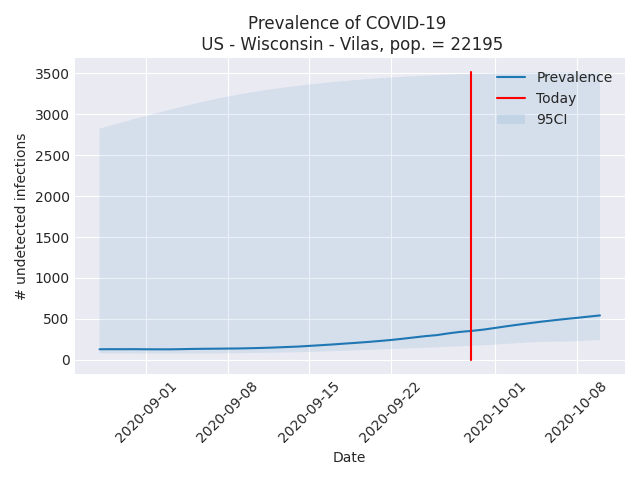 Prevalence of COVID-19
US - Wisconsin - Vilas, pop. = 22195
3500
3000
2500
2000
1500
1000
500
0
# undetected infections
Prevalence
Today
95CI
2020-09-01
2020-09-08
2020-09-15
2020-09-22
2020-10-01
2020-10-08
Date